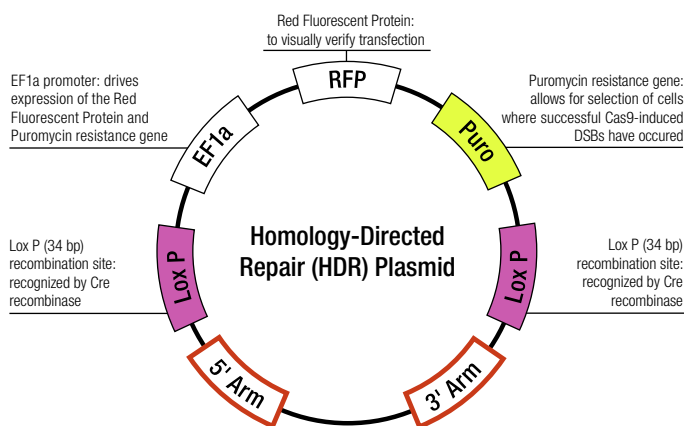 Red Fluorescent Protein:
to visually verify transfection
RFP
EF1a promoter: drives
expression of the Red
Fluorescent Protein and
Puromycin resistance gene
Puromycin resistance gene:
allows for selection of cells
where successful Cas9-induced
DSBs have occured
EF1a
Puro
Homology-Directed
Repair (HDR) Plasmid
Lox P (34 bp)
recombination site:
recognized by Cre
recombinase
Lox P
Lox P
Lox P (34 bp)
recombination site:
recognized by Cre
recombinase
5' Arm
3' Arm